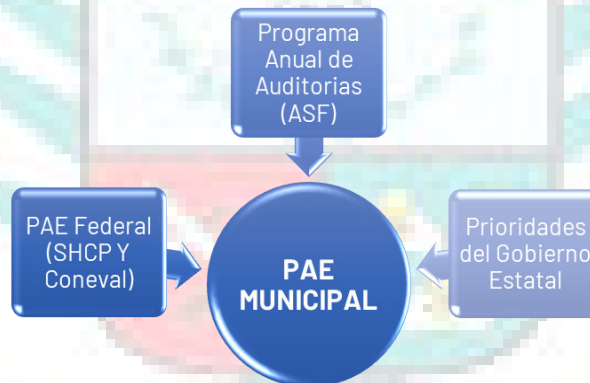 Programa
Anual de
Auditorias
(ASF)
PAE Federal
(SHCP Y
Coneval)
PAE
MUNICIPAL
Prioridades
del Gobierno
Estatal